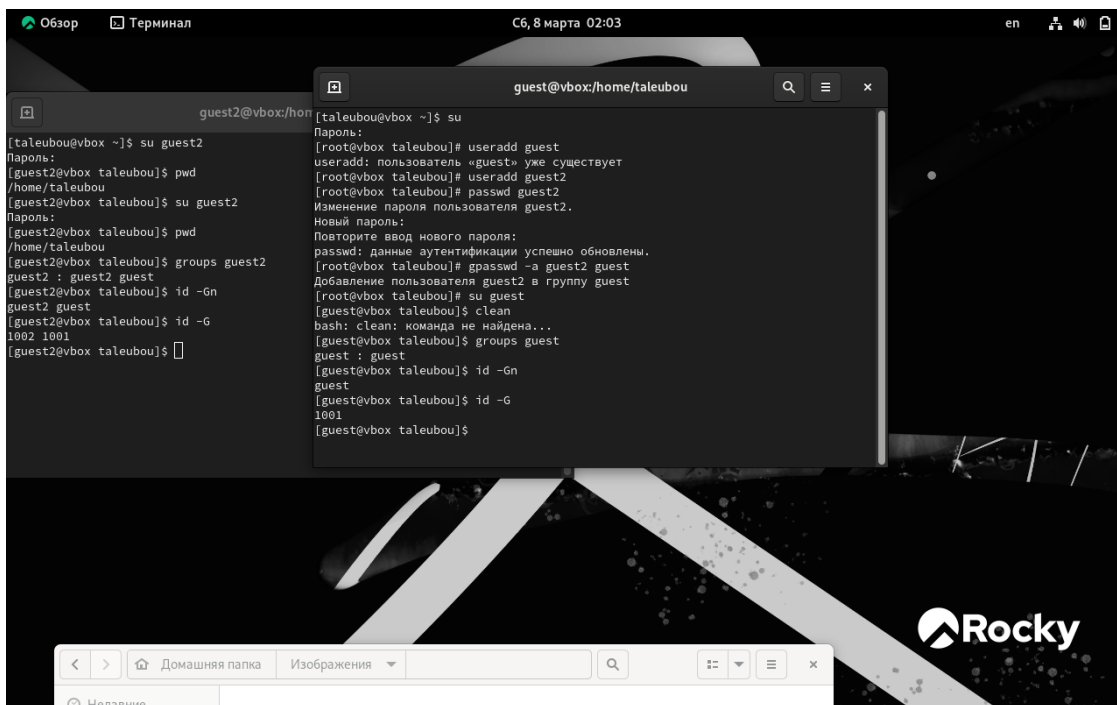 Обзор
Терминал
Сб, 8 марта 02:03
en
guest2@vbox:/hom
[taleubou@vbox ~]$ su guest2
Пароль:
[guest2@vbox taleubou]$ pwd
/home/taleubou
[guest2@vbox taleubou]$ su guest2
Пароль:
[guest2@vbox taleubou]$ pwd
/home/taleubou
[guest2@vbox taleubou]$ groups guest2
guest2 : guest2 guest
[guest2@vbox taleubou]$ id -Gn
guest2 guest
[guest2@vbox taleubou]$ id -G
1002 1001
[guest2@vbox taleubou]$
guest@vbox:/home/taleubou
[taleubou@vbox ~]$ su
Пароль:
[root@vbox taleubou]# useradd guest
useradd: пользователь «guest» уже существует
[root@vbox taleubou]# useradd guest2
[root@vbox taleubou]# passwd guest2
Изменение пароля пользователя guest2.
Новый пароль:
Повторите ввод нового пароля:
passwd: данные аутентификации успешно обновлены.
[root@vbox taleubou]# gpasswd -a guest2 guest
Добавление пользователя guest2 в группу guest
[root@vbox taleubou]# su guest
[guest@vbox taleubou]$ clean
bash: clean: команда не найдена...
[guest@vbox taleubou]$ groups guest
guest : guest
[guest@vbox taleubou]$ id -Gn
guest
[guest@vbox taleubou]$ id -G
1001
[guest@vbox taleubou]$
Rocky
Домашняя папка
Изображения
Недавние